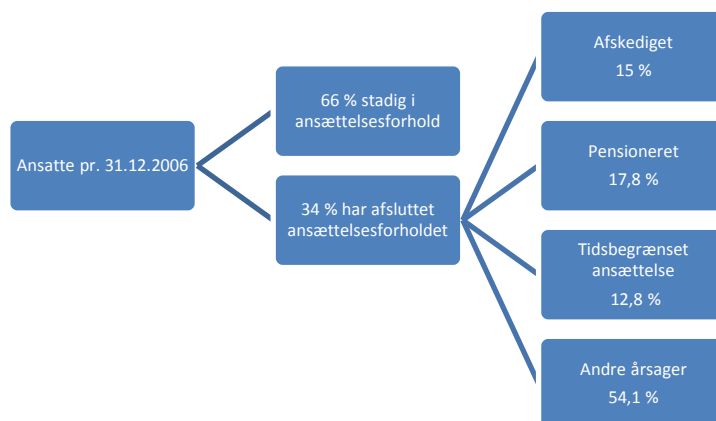 Ansatte pr. 31.12.2006
66 % stadig i
ansættelsesforhold
34 % har afsluttet
ansættelsesforholdet
Afskediget
15 %
Pensioneret
17,8 %
Tidsbegrænset
ansættelse
12,8 %
Andre årsager
54,1 %